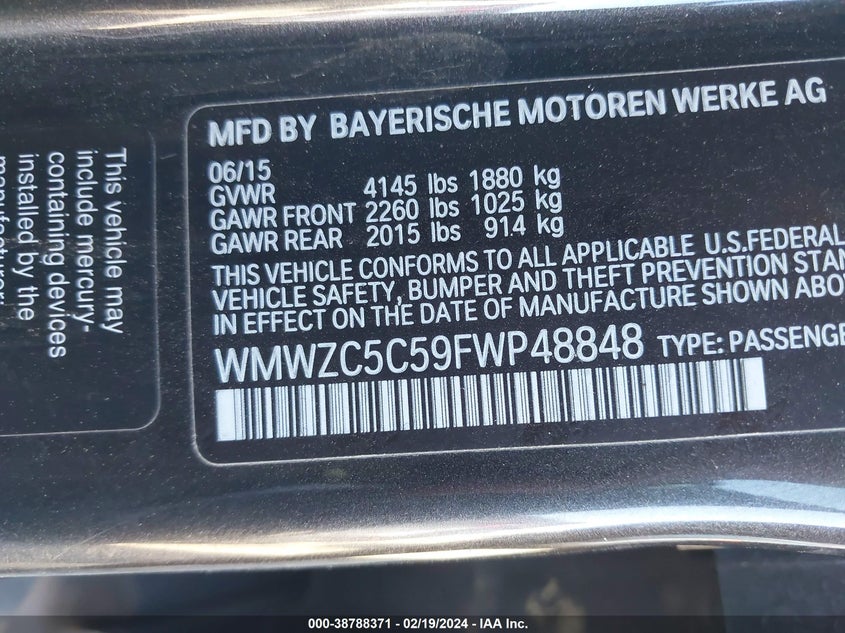 MFD BY BAYERISCHE MOTOREN WERKE AG
06/15
GVWR 4145 lbs 1880 kg
GAWR FRONT 2260 lbs 1025 kg
GAWR REAR 2015 lbs 914 kg
THIS VEHICLE CONFORMS TO ALL APPLICABLE U.S.FEDERAL
VEHICLE SAFETY, BUMPER AND THEFT PREVENTION STAN
IN EFFECT ON THE DATE OF MANUFACTURE SHOWN ABO
WMWZC5C59FWP48848 TYPE: PASSENGE
This vehicle may
include mercury-
containing devices
installed by the
manufacturer:
000-38788371 - 02/19/2024 - IAA Inc.